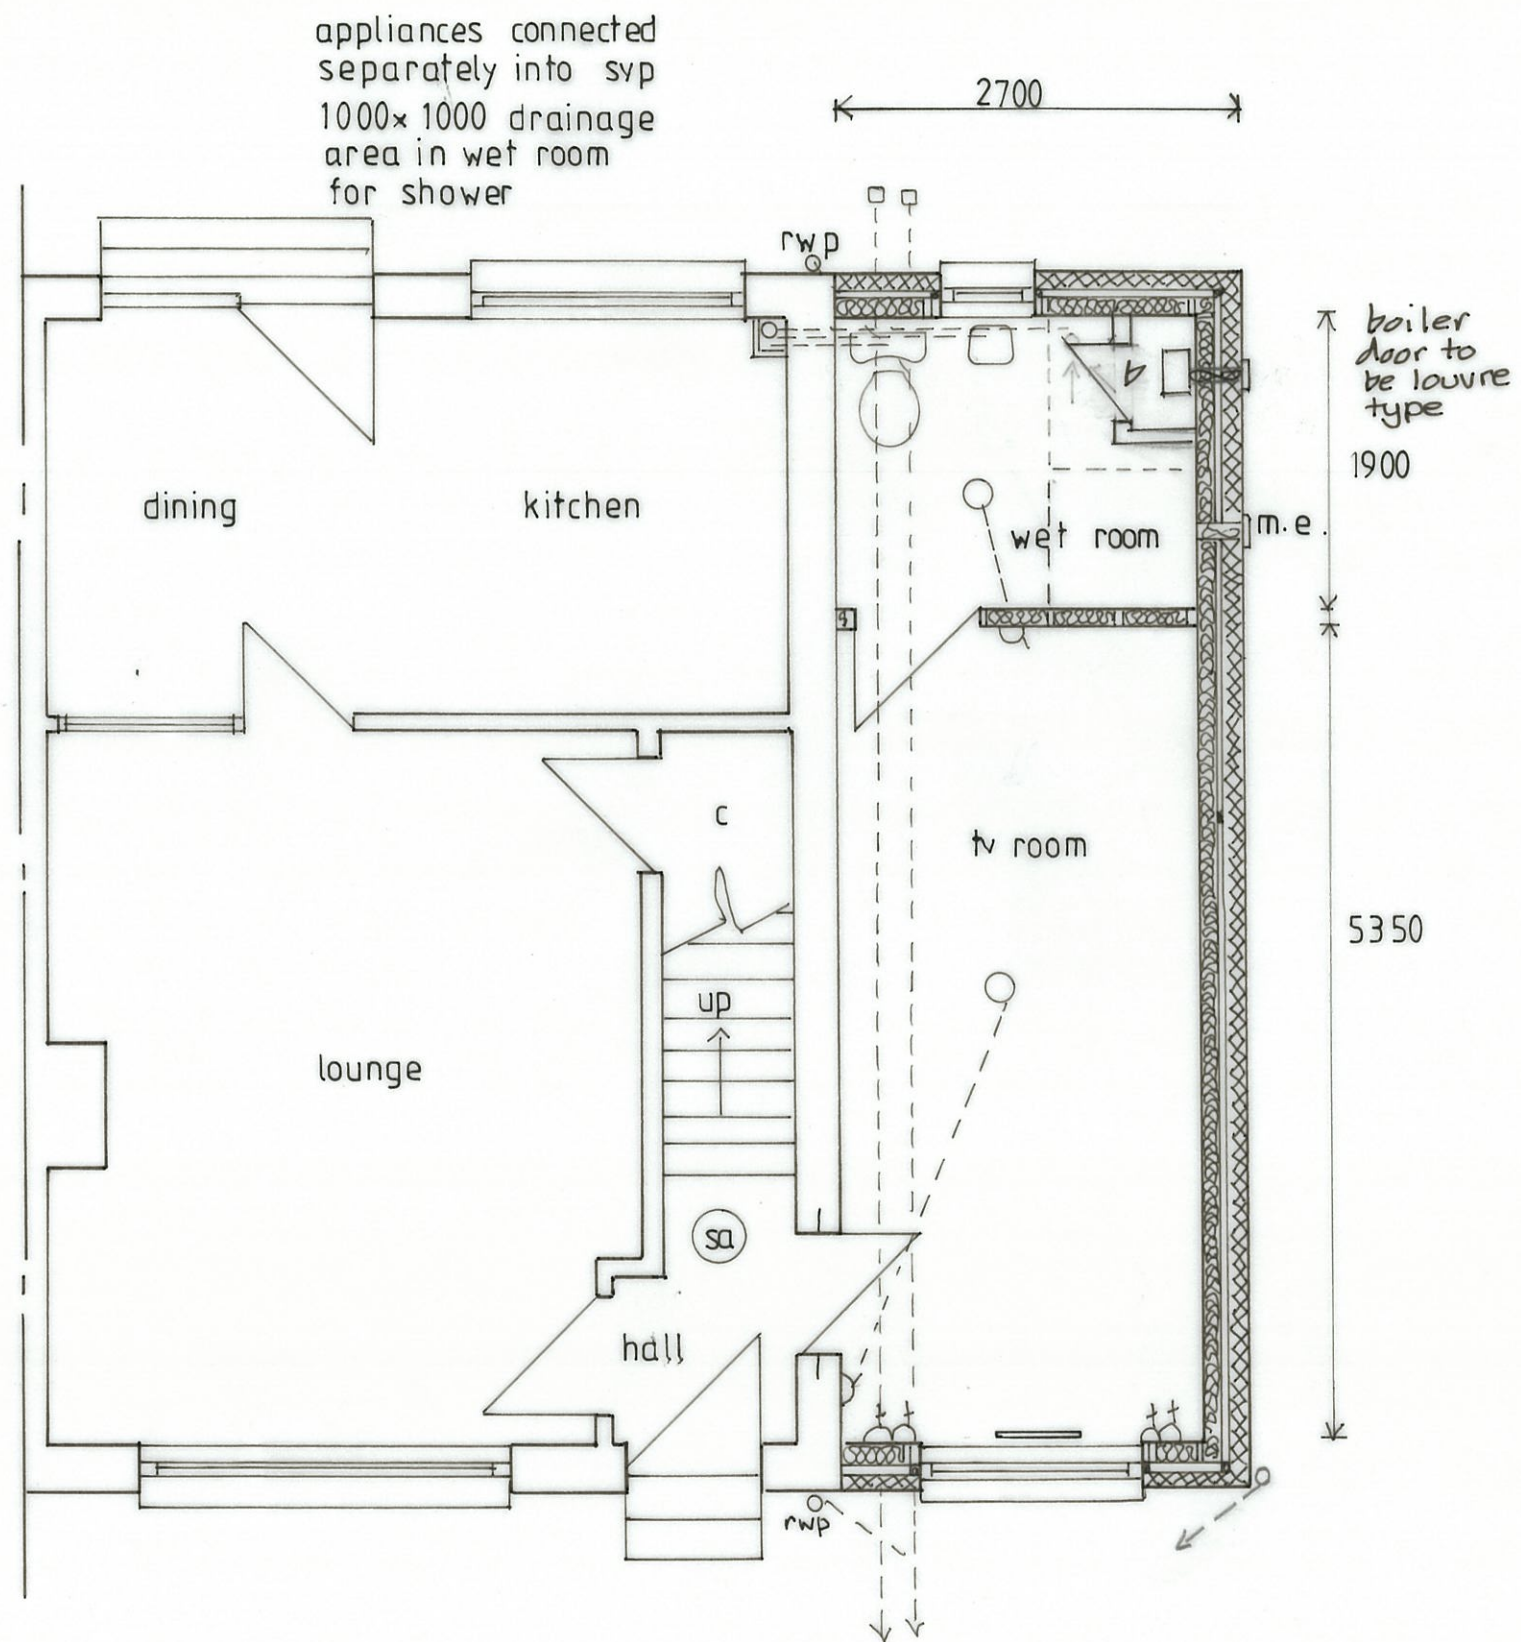 appliances connected
separately into svp
1000x 1000 drainage
area in wet room
for shower
2700
rwp
boiler
door to
be louvre
type
1900
b
dining
kitchen
wet room
m.e.
c
tv room
5350
up
lounge
sa
hall
rwp